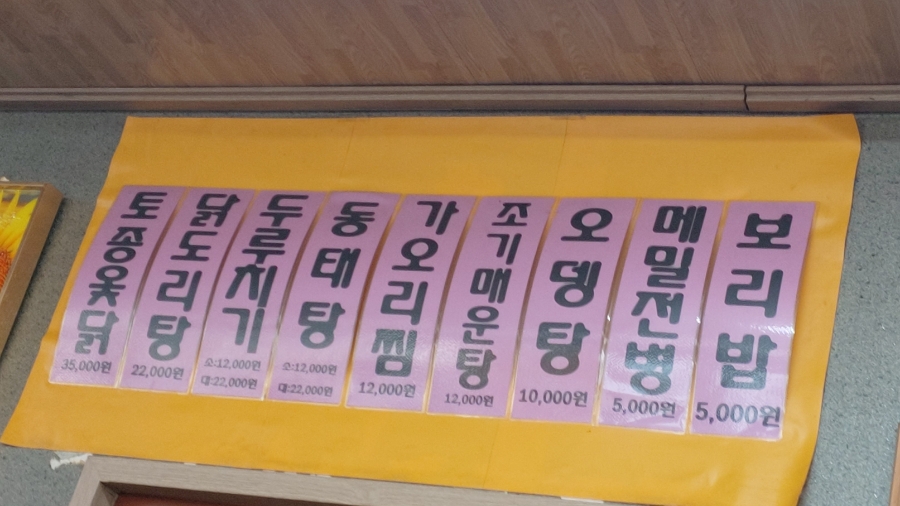 토종옻닭
35,000원
닭도리탕
22,000원
두루치기
소:12,000원
대:22,000원
동태탕
소:12,000원
대:22,000원
가오리찜
12,000원
조기매운탕
12,000원
오뎅탕
10,000원
메밀전병
5,000원
보리밥
5,000원